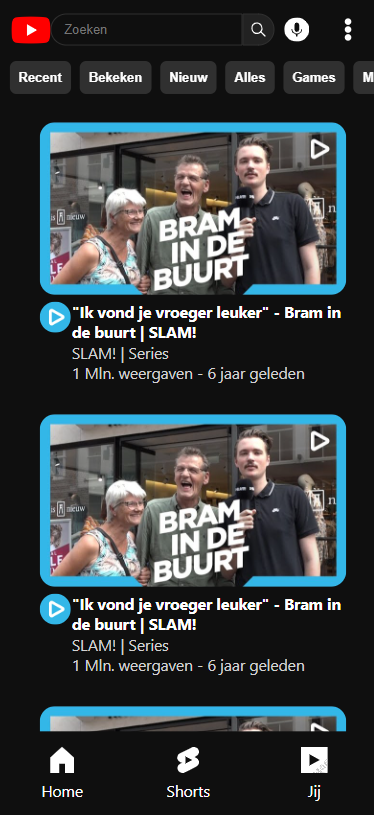 Zoeken
Recent Bekeken Nieuw Alles Games M
nieuw
BRAM
IN DE
BUURT
"Ik vond je vroeger leuker" - Bram in
de buurt | SLAM!
SLAM! | Series
1 Mln. weergaven - 6 jaar geleden
nieuw
BRAM
IN DE
BUURT
"Ik vond je vroeger leuker" - Bram in
de buurt | SLAM!
SLAM! | Series
1 Mln. weergaven - 6 jaar geleden
Home Shorts Jij